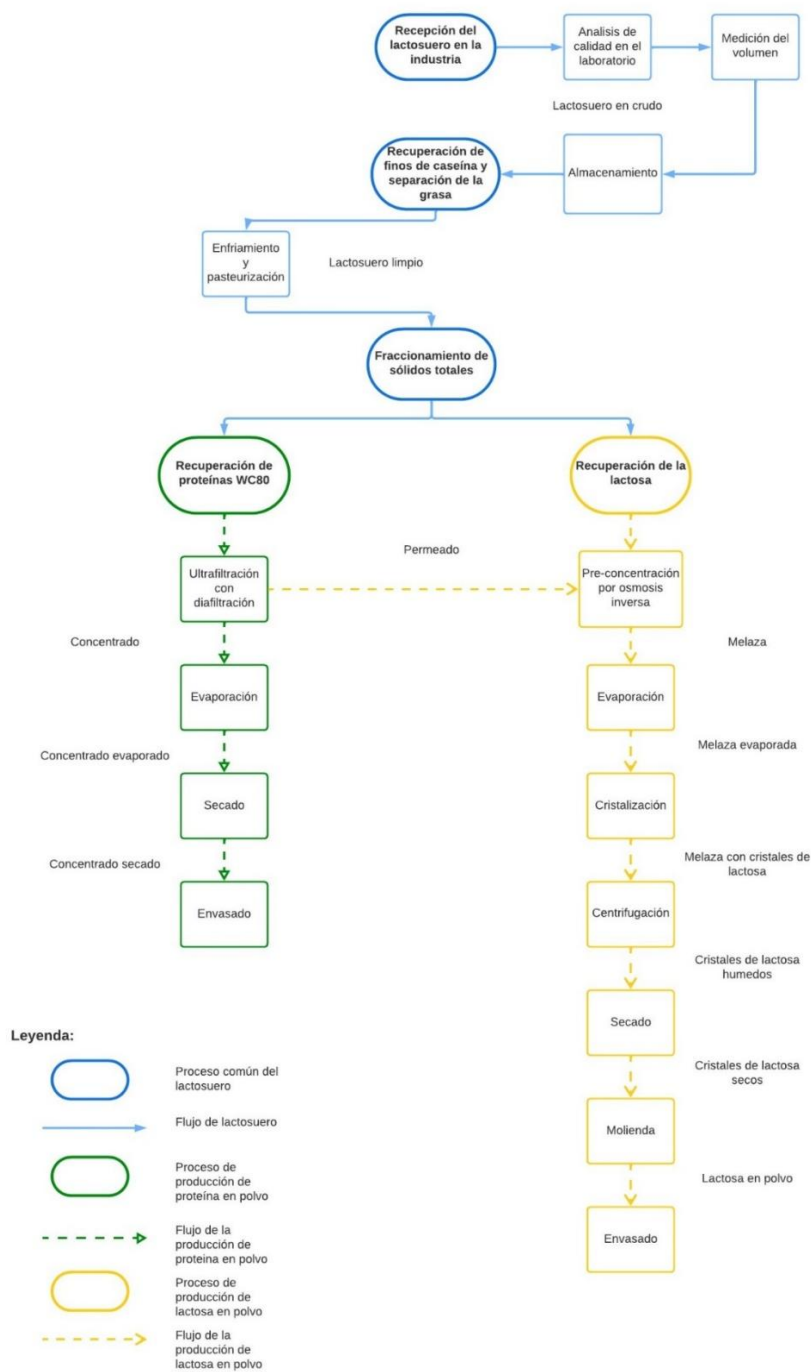 Recepción del
lactosuero en la
industria
Analisis de
calidad en el
laboratorio
Medición del
volumen
Lactosuero en crudo
Recuperación de
finos de caseína y
separación de la
grasa
Almacenamiento
Enfriamiento
y
pasteurización
Lactosuero limpio
Fraccionamiento de
sólidos totales
Recuperación de
proteínas WC80
Recuperación de la
lactosa
Permeado
Ultrafiltración
con
diafiltración
Pre-concentración
por osmosis
inversa
Concentrado
Melaza
Evaporación
Evaporación
Concentrado evaporado
Melaza evaporada
Secado
Cristalización
Concentrado secado
Melaza con cristales de
lactosa
Envasado
Centrifugación
Cristales de lactosa
humedos
Secado
Cristales de lactosa
secos
Molienda
Lactosa en polvo
Envasado
Leyenda:
Proceso común del
lactosuero
Flujo de lactosuero
Proceso de
producción de
proteína en polvo
Flujo de la
producción de
proteina en polvo
Proceso de
producción de
lactosa en polvo
Flujo de la
producción de
lactosa en polvo